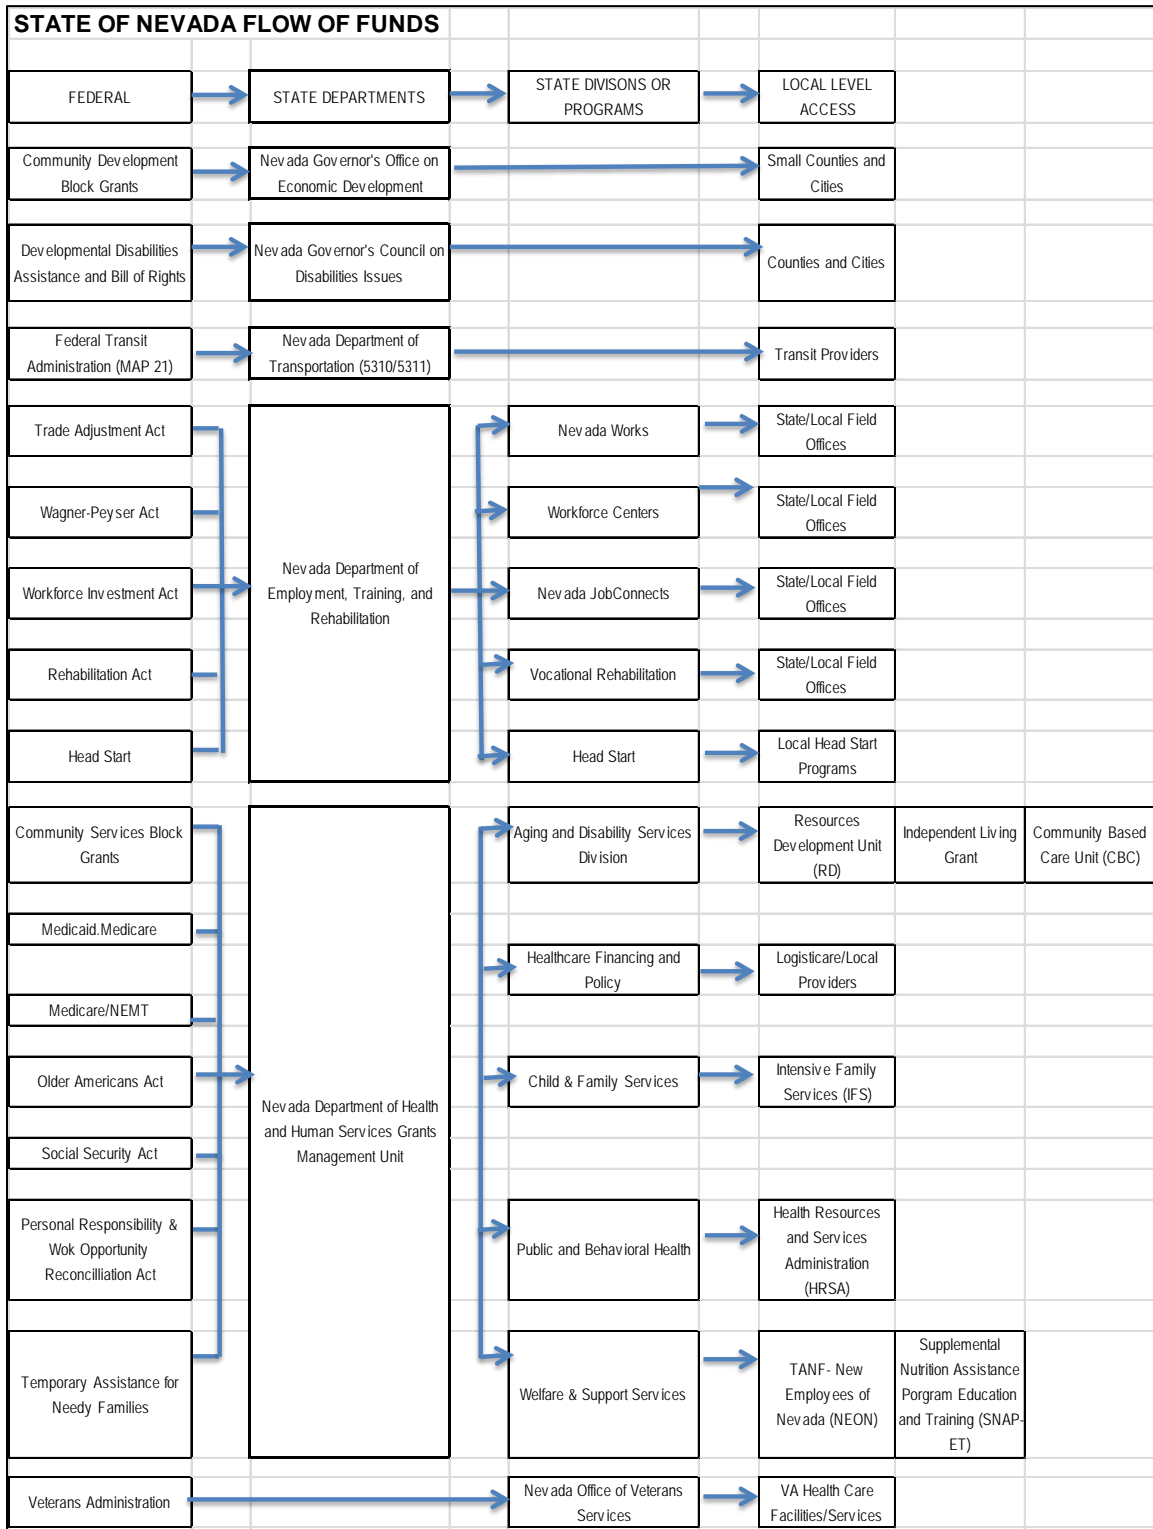 STATE OF NEVADA FLOW OF FUNDS
FEDERAL
STATE DEPARTMENTS
STATE DIVISONS OR
PROGRAMS
LOCAL LEVEL
ACCESS
Community Development
Block Grants
Nevada Governor's Office on
Economic Development
Small Counties and
Cities
Developmental Disabilities
Assistance and Bill of Rights
Nevada Governor's Council on
Disabilities Issues
Counties and Cities
Federal Transit
Administration (MAP 21)
Nevada Department of
Transportation (5310/5311)
Transit Providers
Trade Adjustment Act
Wagner-Peyser Act
Workforce Investment Act
Rehabilitation Act
Head Start
Nevada Department of
Employment, Training, and
Rehabilitation
Nevada Works
State/Local Field
Offices
Workforce Centers
State/Local Field
Offices
Nevada JobConnects
State/Local Field
Offices
Vocational Rehabilitation
State/Local Field
Offices
Head Start
Local Head Start
Programs
Community Services Block
Grants
Medicaid.Medicare
Medicare/NEMT
Older Americans Act
Social Security Act
Personal Responsibility &
Wok Opportunity
Reconcilliation Act
Temporary Assistance for
Needy Families
Nevada Department of Health
and Human Services Grants
Management Unit
Aging and Disability Services
Division
Resources
Development Unit
(RD)
Independent Living
Grant
Community Based
Care Unit (CBC)
Healthcare Financing and
Policy
Logisticare/Local
Providers
Child & Family Services
Intensive Family
Services (IFS)
Public and Behavioral Health
Health Resources
and Services
Administration
(HRSA)
Welfare & Support Services
TANF- New
Employees of
Nevada (NEON)
Supplemental
Nutrition Assistance
Porgram Education
and Training (SNAP-
ET)
Veterans Administration
Nevada Office of Veterans
Services
VA Health Care
Facilities/Services